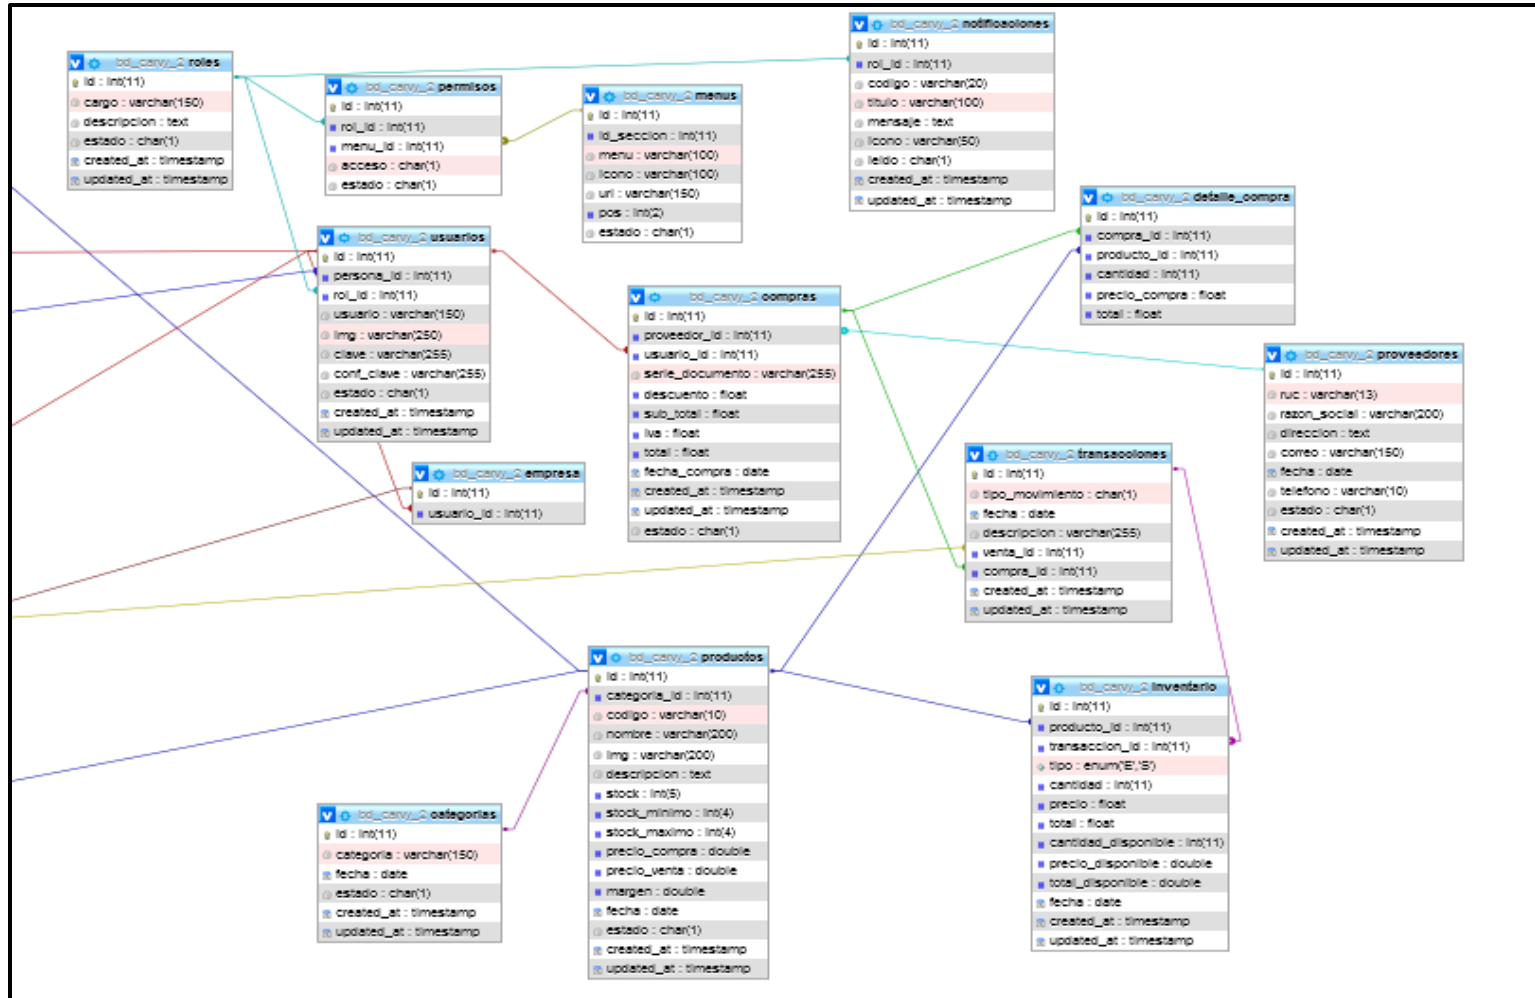 bd_carvy_2 roles
id : int(11)
cargo : varchar(150)
descripcion : text
estado : char(1)
created_at : timestamp
updated_at : timestamp
bd_carvy_2 permisos
id : int(11)
rol_id : int(11)
menu_id : int(11)
acceso : char(1)
estado : char(1)
bd_carvy_2 menus
id : int(11)
id_seccion : int(11)
menu : varchar(100)
icono : varchar(100)
url : varchar(150)
pos : int(2)
estado : char(1)
bd_carvy_2 notificaciones
id : int(11)
rol_id : int(11)
codigo : varchar(20)
titulo : varchar(100)
mensaje : text
icono : varchar(50)
leido : char(1)
created_at : timestamp
updated_at : timestamp
bd_carvy_2 detalle_compra
id : int(11)
compra_id : int(11)
producto_id : int(11)
cantidad : int(11)
precio_compra : float
total : float
bd_carvy_2 usuarios
id : int(11)
persona_id : int(11)
rol_id : int(11)
usuario : varchar(150)
img : varchar(250)
clave : varchar(255)
conf_clave : varchar(255)
estado : char(1)
created_at : timestamp
updated_at : timestamp
bd_carvy_2 compras
id : int(11)
proveedor_id : int(11)
usuario_id : int(11)
serie_documento : varchar(255)
descuento : float
sub_total : float
iva : float
total : float
fecha_compra : date
created_at : timestamp
updated_at : timestamp
estado : char(1)
bd_carvy_2 proveedores
id : int(11)
ruc : varchar(13)
razon_social : varchar(200)
direccion : text
correo : varchar(150)
fecha : date
telefono : varchar(10)
estado : char(1)
created_at : timestamp
updated_at : timestamp
bd_carvy_2 empresa
id : int(11)
usuario_id : int(11)
bd_carvy_2 transacciones
id : int(11)
tipo_movimiento : char(1)
fecha : date
descripcion : varchar(255)
venta_id : int(11)
compra_id : int(11)
created_at : timestamp
updated_at : timestamp
bd_carvy_2 productos
id : int(11)
categoria_id : int(11)
codigo : varchar(10)
nombre : varchar(200)
img : varchar(200)
descripcion : text
stock : int(5)
stock_minimo : int(4)
stock_maximo : int(4)
precio_compra : double
precio_venta : double
margen : double
fecha : date
estado : char(1)
created_at : timestamp
updated_at : timestamp
bd_carvy_2 inventario
id : int(11)
producto_id : int(11)
transaccion_id : int(11)
tipo : enum('E','S')
cantidad : int(11)
precio : float
total : float
cantidad_disponible : int(11)
precio_disponible : double
total_disponible : double
fecha : date
created_at : timestamp
updated_at : timestamp
bd_carvy_2 categorias
id : int(11)
categoria : varchar(150)
fecha : date
estado : char(1)
created_at : timestamp
updated_at : timestamp